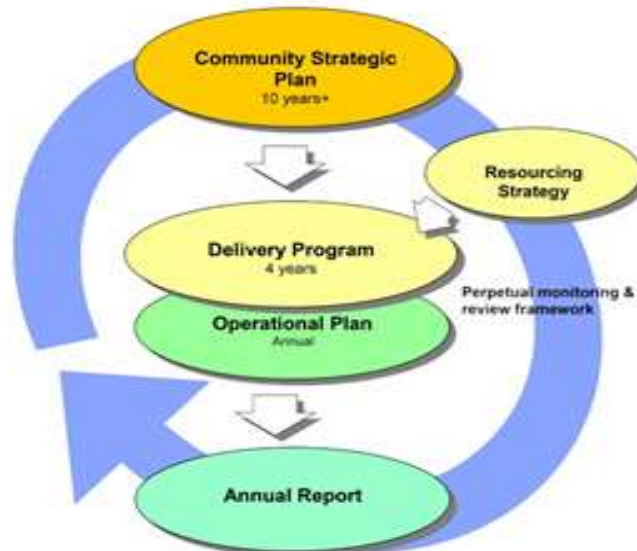 Community Strategic
Plan
10 years+
Resourcing
Strategy
Delivery Program
4 years
Perpetual monitoring &
review framework
Operational Plan
Annual
Annual Report